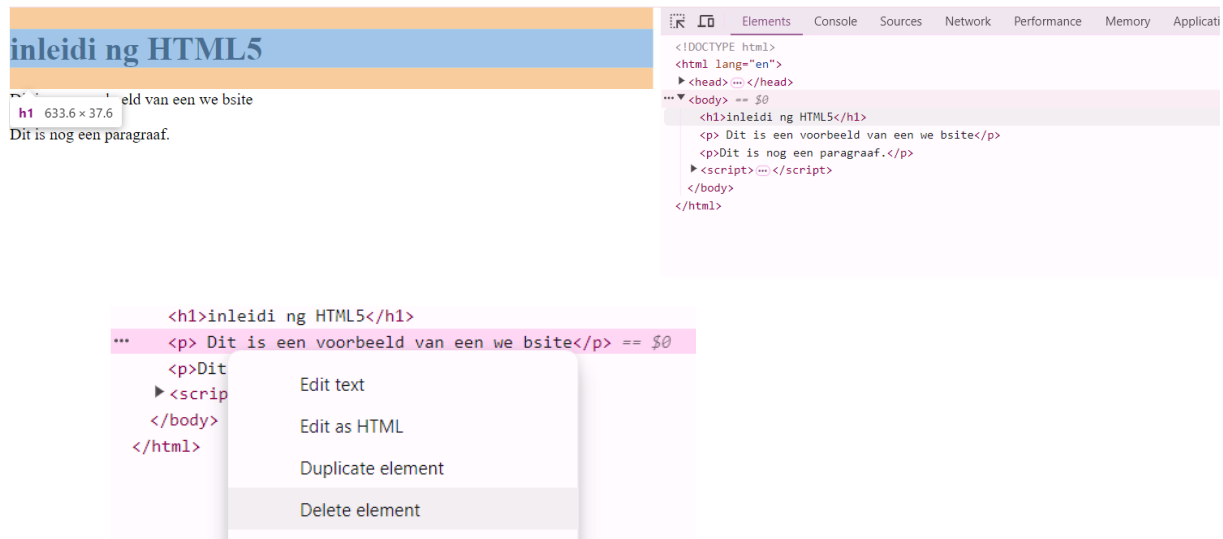 inleidi ng HTML5
eld van een we bsite
h1 633.6 × 37.6
Dit is nog een paragraaf.
Elements Console Sources Network Performance Memory Applicati
<!DOCTYPE html>
<html lang="en">
<head> ⋯ </head>
<body> == $0
<h1>inleidi ng HTML5</h1>
<p> Dit is een voorbeeld van een we bsite</p>
<p>Dit is nog een paragraaf.</p>
<script> ⋯ </script>
</body>
</html>
<h1>inleidi ng HTML5</h1>
<p> Dit is een voorbeeld van een we bsite</p> == $0
<p>Dit
<scrip
</body>
</html>
Edit text
Edit as HTML
Duplicate element
Delete element